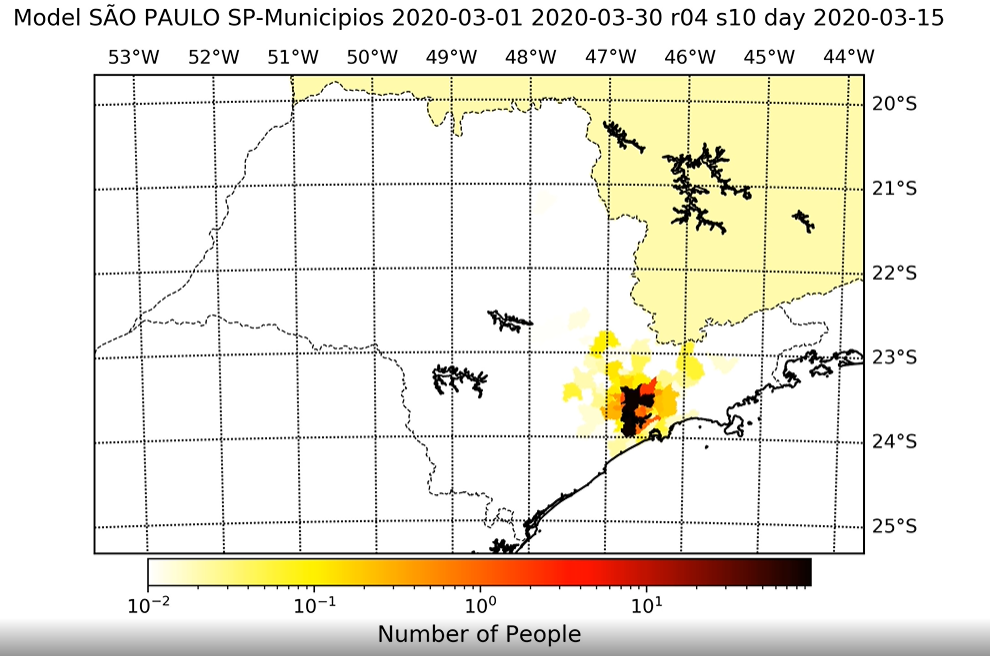 Model SÃO PAULO SP-Municipios 2020-03-01 2020-03-30 r04 s10 day 2020-03-15
53°W 52°W 51°W 50°W 49°W 48°W 47°W 46°W 45°W 44°W
20°S
21°S
22°S
23°S
24°S
25°S
10⁻² 10⁻¹ 10⁰ 10¹
Number of People